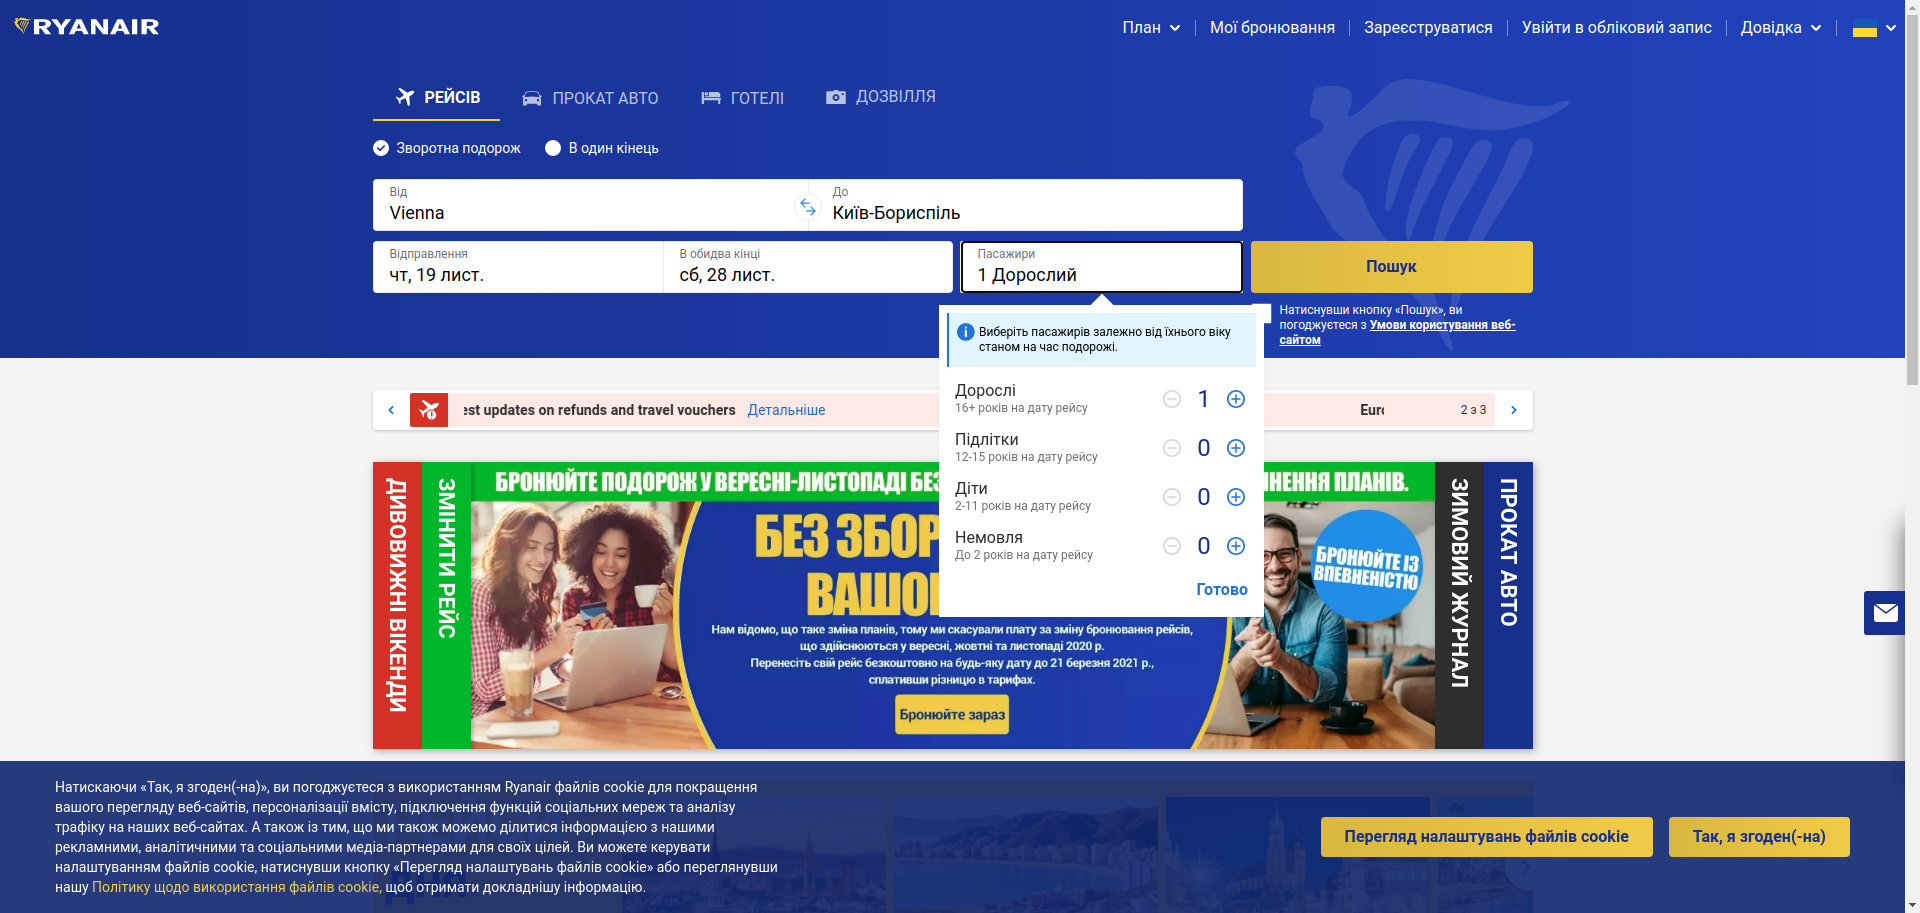 RYANAIR
План
Мої бронювання
Зареєструватися
Увійти в обліковий запис
Довідка
РЕЙСІВ
ПРОКАТ АВТО
ГОТЕЛІ
ДОЗВІЛЛЯ
Зворотна подорож
В один кінець
Від
Vienna
До
Київ-Бориспіль
Відправлення
чт, 19 лист.
В обидва кінці
сб, 28 лист.
Пасажири
1 Дорослий
Пошук
Натиснувши кнопку «Пошук», ви
погоджуєтеся з Умови користування веб-
сайтом
Виберіть пасажирів залежно від їхнього віку
станом на час подорожі.
Дорослі
16+ років на дату рейсу
1
Підлітки
12-15 років на дату рейсу
0
Діти
2-11 років на дату рейсу
0
Немовля
До 2 років на дату рейсу
0
Готово
updates on refunds and travel vouchers Детальніше
2 з 3
ДИВОВИЖНІ ВІКЕНДИ
ЗМІНИТИ РЕЙС
БРОНЮЙТЕ ПОДОРОЖ У ВЕРЕСНІ-ЛИСТОПАДІ
ПЛАНІВ.
БЕЗ
Нам відомо, що таке зміна планів, тому ми скасували плату за зміну бронювання рейсів,
що здійснюються у вересні, жовтні та листопаді 2020 р.
Перенесіть свій рейс безкоштовно на будь-яку дату до 21 березня 2021 р.,
сплативши різницю в тарифах.
Бронюйте зараз
БРОНЮЙТЕ ІЗ
ВПЕВНЕНІСТЮ
ЗИМОВИЙ ЖУРНАЛ
ПРОКАТ АВТО
Натискаючи «Так, я згоден(-на)», ви погоджуєтеся з використанням Ryanair файлів cookie для покращення
вашого перегляду веб-сайтів, персоналізації вмісту, підключення функцій соціальних мереж та аналізу
трафіку на наших веб-сайтах. А також із тим, що ми також можемо ділитися інформацією з нашими
рекламними, аналітичними та соціальними медіа-партнерами для своїх цілей. Ви можете керувати
налаштуванням файлів cookie, натиснувши кнопку «Перегляд налаштувань файлів cookie» або переглянувши
нашу Політику щодо використання файлів cookie, щоб отримати докладнішу інформацію.
Перегляд налаштувань файлів cookie
Так, я згоден(-на)